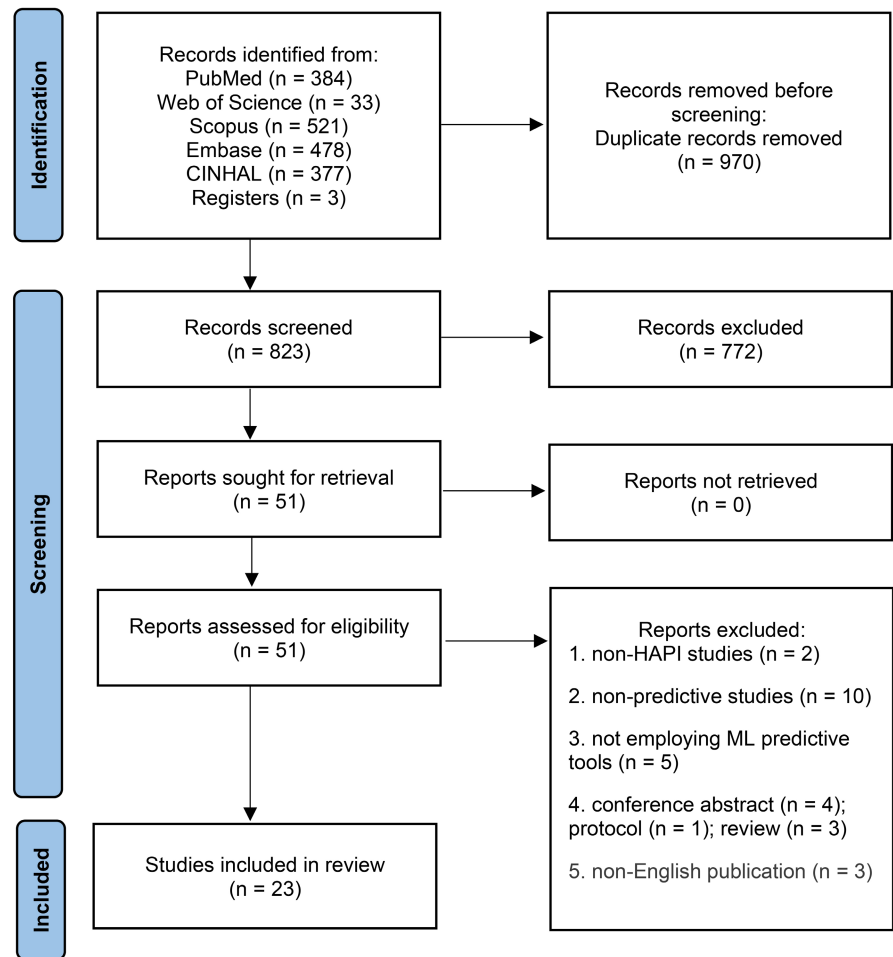 Identification
Records identified from:
PubMed (n = 384)
Web of Science (n = 33)
Scopus (n = 521)
Embase (n = 478)
CINHAL (n = 377)
Registers (n = 3)
Records removed before
screening:
Duplicate records removed
(n = 970)
Screening
Records screened
(n = 823)
Records excluded
(n = 772)
Reports sought for retrieval
(n = 51)
Reports not retrieved
(n = 0)
Reports assessed for eligibility
(n = 51)
Reports excluded:
1. non-HAPI studies (n = 2)
2. non-predictive studies (n = 10)
3. not employing ML predictive
tools (n = 5)
4. conference abstract (n = 4);
protocol (n = 1); review (n = 3)
5. non-English publication (n = 3)
Included
Studies included in review
(n = 23)